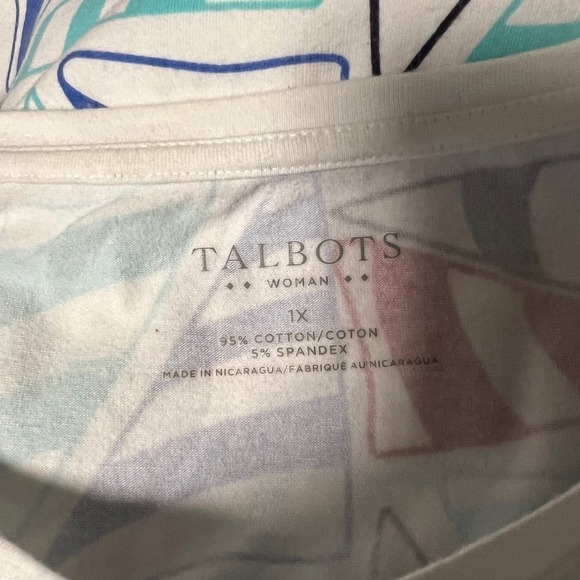 TALBOTS
WOMAN
1X
95% COTTON/COTON
5% SPANDEX
MADE IN NICARAGUA/FABRIQUÉ AU NICARAGUA